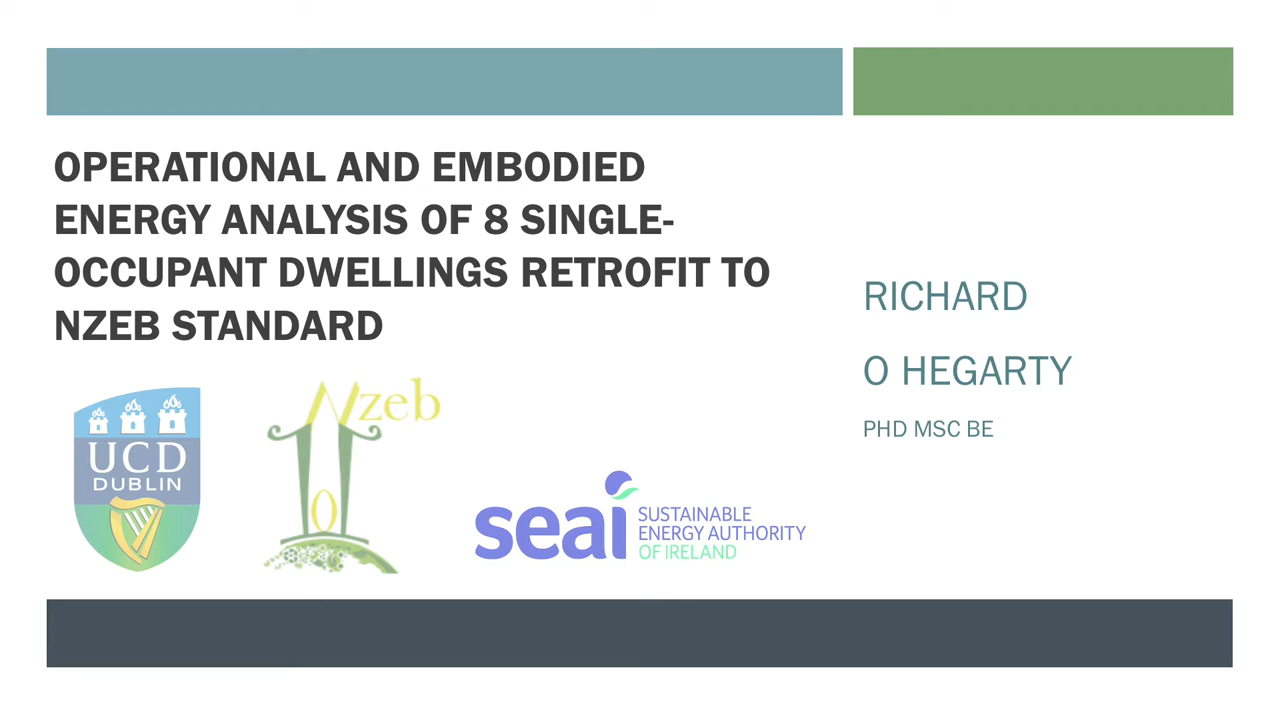 OPERATIONAL AND EMBODIED
ENERGY ANALYSIS OF 8 SINGLE-
OCCUPANT DWELLINGS RETROFIT TO
NZEB STANDARD
RICHARD
O HEGARTY
PHD MSC BE
UCD
DUBLIN
Nzeb
101
seai
SUSTAINABLE
ENERGY AUTHORITY
OF IRELAND